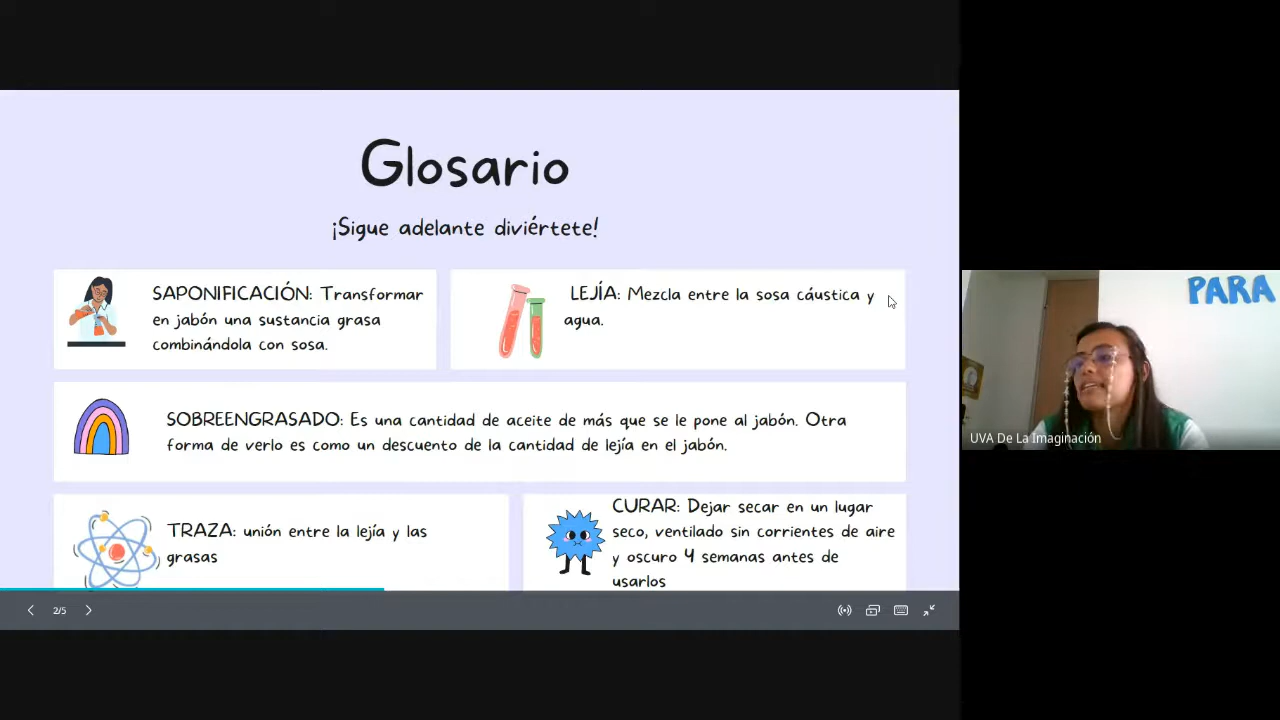 Glosario
¡Sigue adelante diviértete!
SAPONIFICACIÓN: Transformar
en jabón una sustancia grasa
combinándola con sosa.
LEJÍA: Mezcla entre la sosa cáustica y
agua.
SOBREENGRASADO: Es una cantidad de aceite de más que se le pone al jabón. Otra
forma de verlo es como un descuento de la cantidad de lejía en el jabón.
TRAZA: unión entre la lejía y las
grasas
CURAR: Dejar secar en un lugar
seco, ventilado sin corrientes de aire
y oscuro 4 semanas antes de
usarlos
2/5
PARA
UVA De La Imaginación